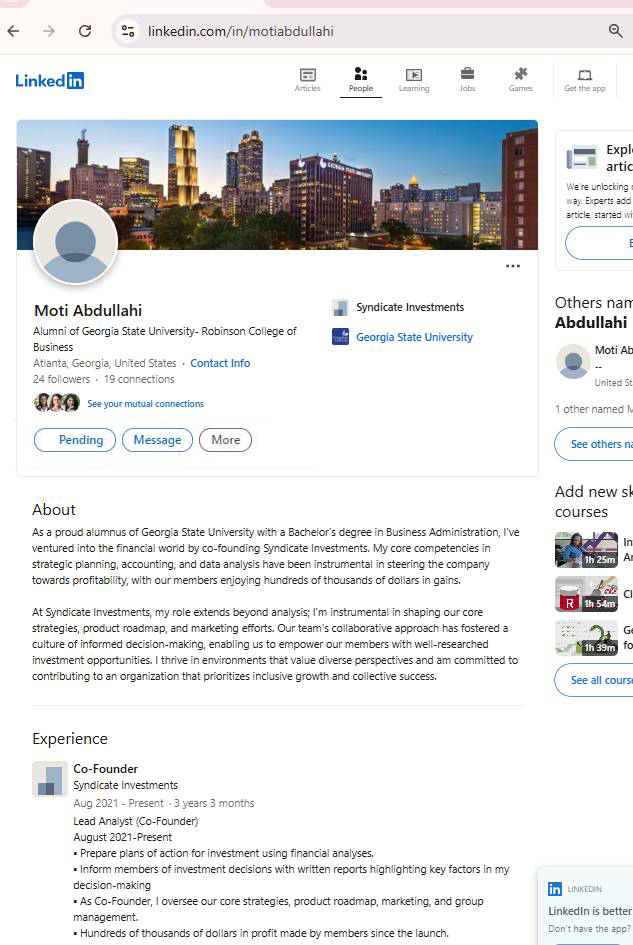 linkedin.com/in/motiabdullahi
Linkedin
Articles
People
Learning
Jobs
Games
Get the app
GEORGIA STATE UNIVERSITY
Moti Abdullahi
Alumni of Georgia State University- Robinson College of
Business
Atlanta, Georgia, United States · Contact Info
24 followers · 19 connections
See your mutual connections
Pending
Message
More
Syndicate Investments
Georgia State University
About
As a proud alumnus of Georgia State University with a Bachelor's degree in Business Administration, I've
ventured into the financial world by co-founding Syndicate Investments. My core competencies in
strategic planning, accounting, and data analysis have been instrumental in steering the company
towards profitability, with our members enjoying hundreds of thousands of dollars in gains.
At Syndicate Investments, my role extends beyond analysis; I'm instrumental in shaping our core
strategies, product roadmap, and marketing efforts. Our team's collaborative approach has fostered a
culture of informed decision-making, enabling us to empower our members with well-researched
investment opportunities. I thrive in environments that value diverse perspectives and am committed to
contributing to an organization that prioritizes inclusive growth and collective success.
Experience
Co-Founder
Syndicate Investments
Aug 2021 - Present · 3 years 3 months
Lead Analyst (Co-Founder)
August 2021-Present
▪ Prepare plans of action for investment using financial analyses.
▪ Inform members of investment decisions with written reports highlighting key factors in my
decision-making
▪ As Co-Founder, I oversee our core strategies, product roadmap, marketing, and group
management.
▪ Hundreds of thousands of dollars in profit made by members since the launch.
Explo
artic
We're unlocking
way. Experts add
article, started wi
E
Others nam
Abdullahi
Moti Ab
--
United St
1 other named M
See others na
Add new sk
courses
1h 25m
In
Ar
R
1h 54m
Cl
1h 39m
Ge
fo
See all course
in LINKEDIN
LinkedIn is better
Don't have the app?